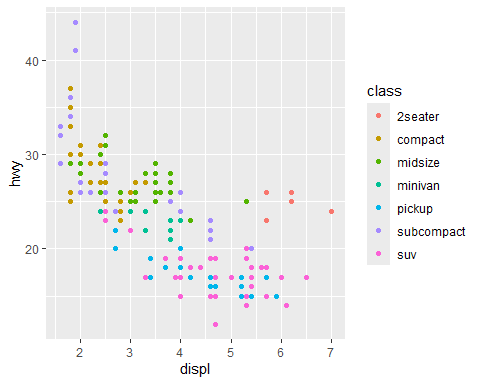 hwy
40
30
20
2
3
4
5
6
7
displ
class
2seater
compact
midsize
minivan
pickup
subcompact
suv